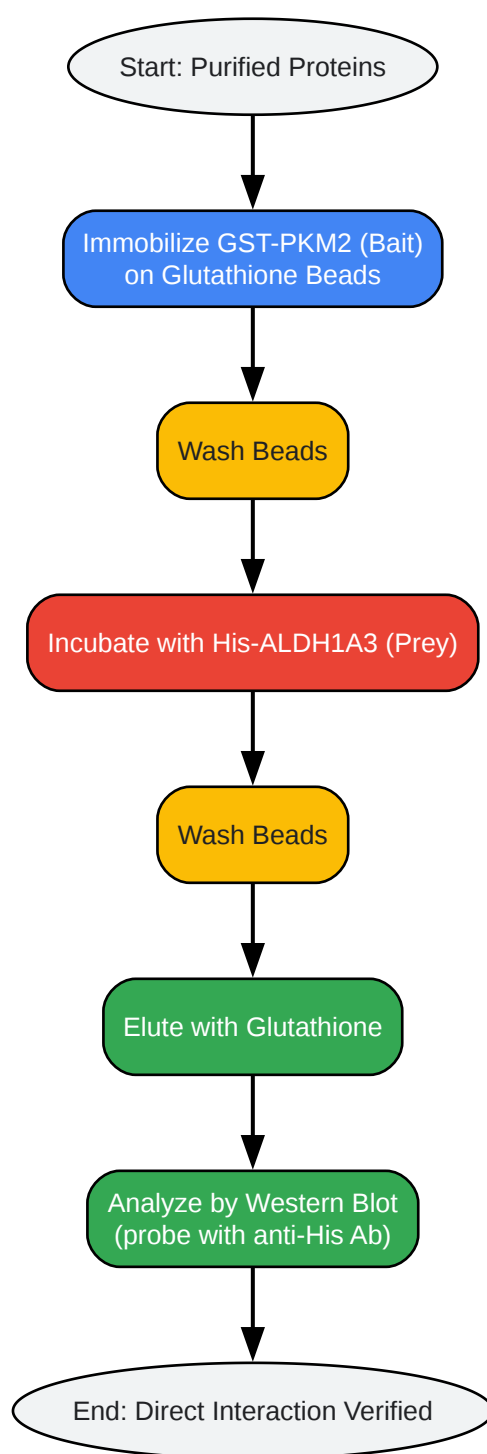 Start: Purified Proteins
Immobilize GST-PKM2 (Bait)
on Glutathione Beads
Wash Beads
Incubate with His-ALDH1A3 (Prey)
Wash Beads
Elute with Glutathione
Analyze by Western Blot
(probe with anti-His Ab)
End: Direct Interaction Verified